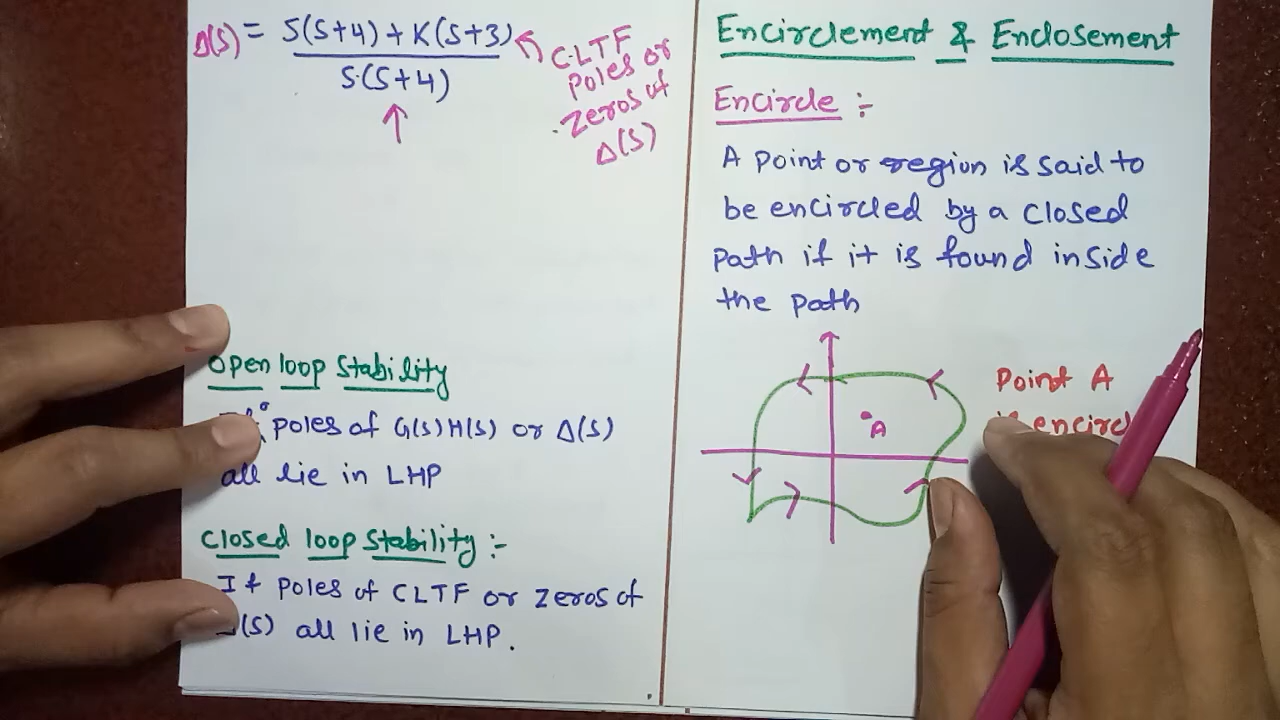 Δ(S) = S(S+4) + K(S+3)
S(S+4)
C.LTF
Poles or
Zeros of
Δ(S)
Open loop Stability
poles of G(S)H(S) or Δ(S)
all lie in LHP
Closed loop Stability :-
If poles of CLTF or zeros of
Δ(S) all lie in LHP.
Encirclement & Enclosement
Encircle :-
A point or region is said to
be encircled by a closed
path if it is found inside
the path
A
Point A